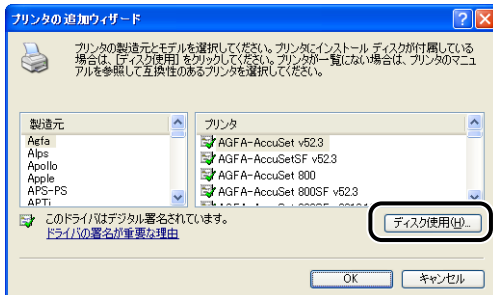 プリンタの追加ウィザード
プリンタの製造元とモデルを選択してください。プリンタにインストール ディスクが付属している
場合は、[ディスク使用] をクリックしてください。プリンタが一覧にない場合は、プリンタのマニュ
アルを参照して互換性のあるプリンタを選択してください。
製造元
Agfa
Alps
Apollo
Apple
APS-PS
APTi
プリンタ
AGFA-AccuSet v52.3
AGFA-AccuSetSF v52.3
AGFA-AccuSet 800
AGFA-AccuSet 800SF v52.3
このドライバはデジタル署名されています。
ドライバの署名が重要な理由
ディスク使用(H)...
OK
キャンセル